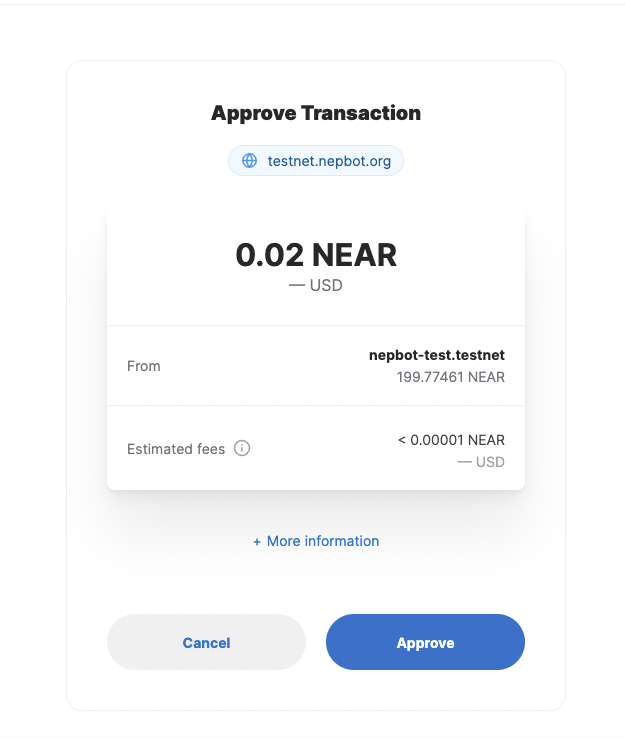 Approve Transaction
testnet.nepbot.org
0.02 NEAR
— USD
From
nepbot-test.testnet
199.77461 NEAR
Estimated fees
< 0.00001 NEAR
— USD
+ More information
Cancel
Approve